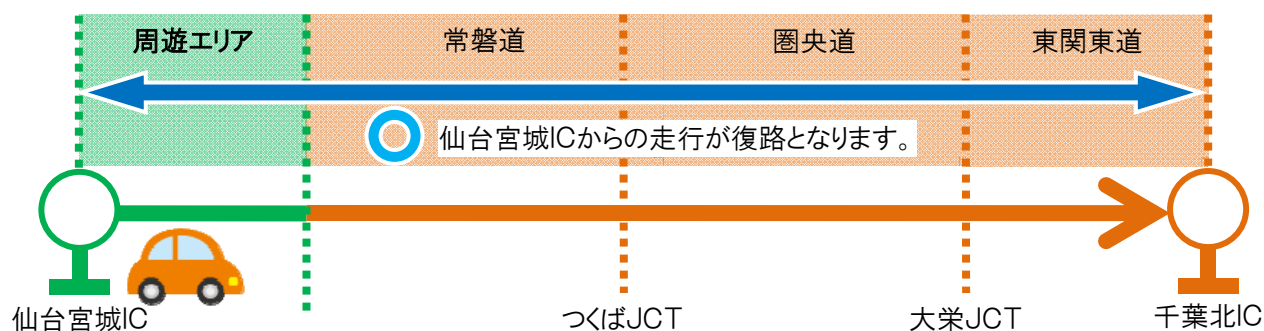 周遊エリア
常磐道
圏央道
東関東道
仙台宮城ICからの走行が復路となります。
仙台宮城IC
つくばJCT
大栄JCT
千葉北IC